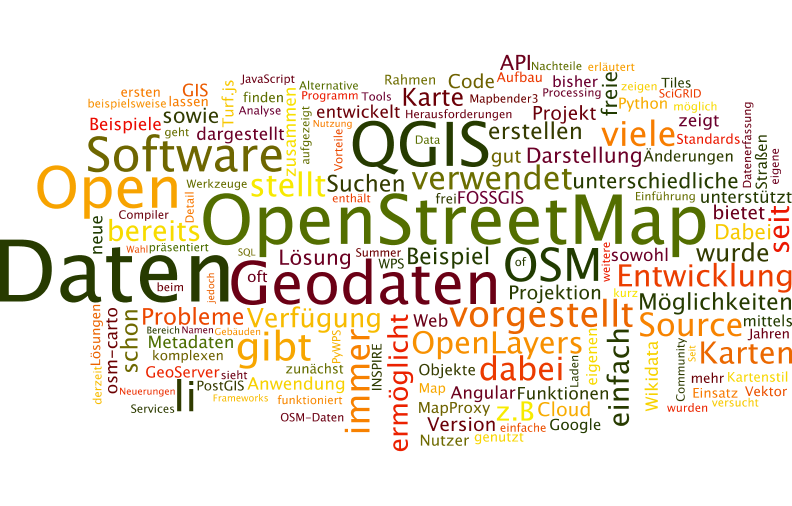 API
Nachteile
erläutert
JavaScript
Rahmen
Code
Aufbau
bisher
freie
zeigen
Tiles
ersten
GIS
Turf.js
finden
zusammen
Alternative
Programm
Tools
Karte
Mapbender3
Processing
SciGRID
beispielsweise
lassen
Analyse
aufgezeigt
entwickelt
Herausforderungen
Projekt
Python
möglich
Datenerfassung
Beispiele
sowie
geht
dargestellt
Nutzung
Vorteile
QGIS
Data
erstellen
viele
zeigt
Standards
Straßen
eigene
Software
gut
Darstellung
Änderungen
Open
Werkzeuge
stellt
enthält
Suchen
verwendet
unterschiedliche
Detail
frei
FOSSGIS
Einführung
unterstützt
neue
Compiler
bereits
OpenStreetMap
bietet
Dabei
seit
Wahl
präsentiert
SQL
Daten
beim
jedoch
Geodaten
oft
Lösung
Summer
WPS
Beispiel
OSM
of
weitere
sowohl
wurde
Entwicklung
Projektion
kurz
Möglichkeiten
Lösungen
osm-carto
schon
Probleme
Verfügung
Web
vorgestellt
Source
mittels
Jahren
Bereich
Namen
Gebäuden
Metadaten
komplexen
gibt
PyWPS
immer
INSPIRE
ermöglicht
OpenLayers
eigenen
einfach
Wikidata
Community
Seit
Karten
derzeit
GeoServer
sieht
zunächst
Objekte
dabei
Laden
mehr
Kartenstil
Neuerungen
li
PostGIS
Anwendung
Map
Angular
Funktionen
Einsatz
Vektor
Services
Frameworks
funktioniert
OSM-Daten
MapProxy
z.B
Cloud
wurden
versucht
Version
einfache
Google
Nutzer
genutzt